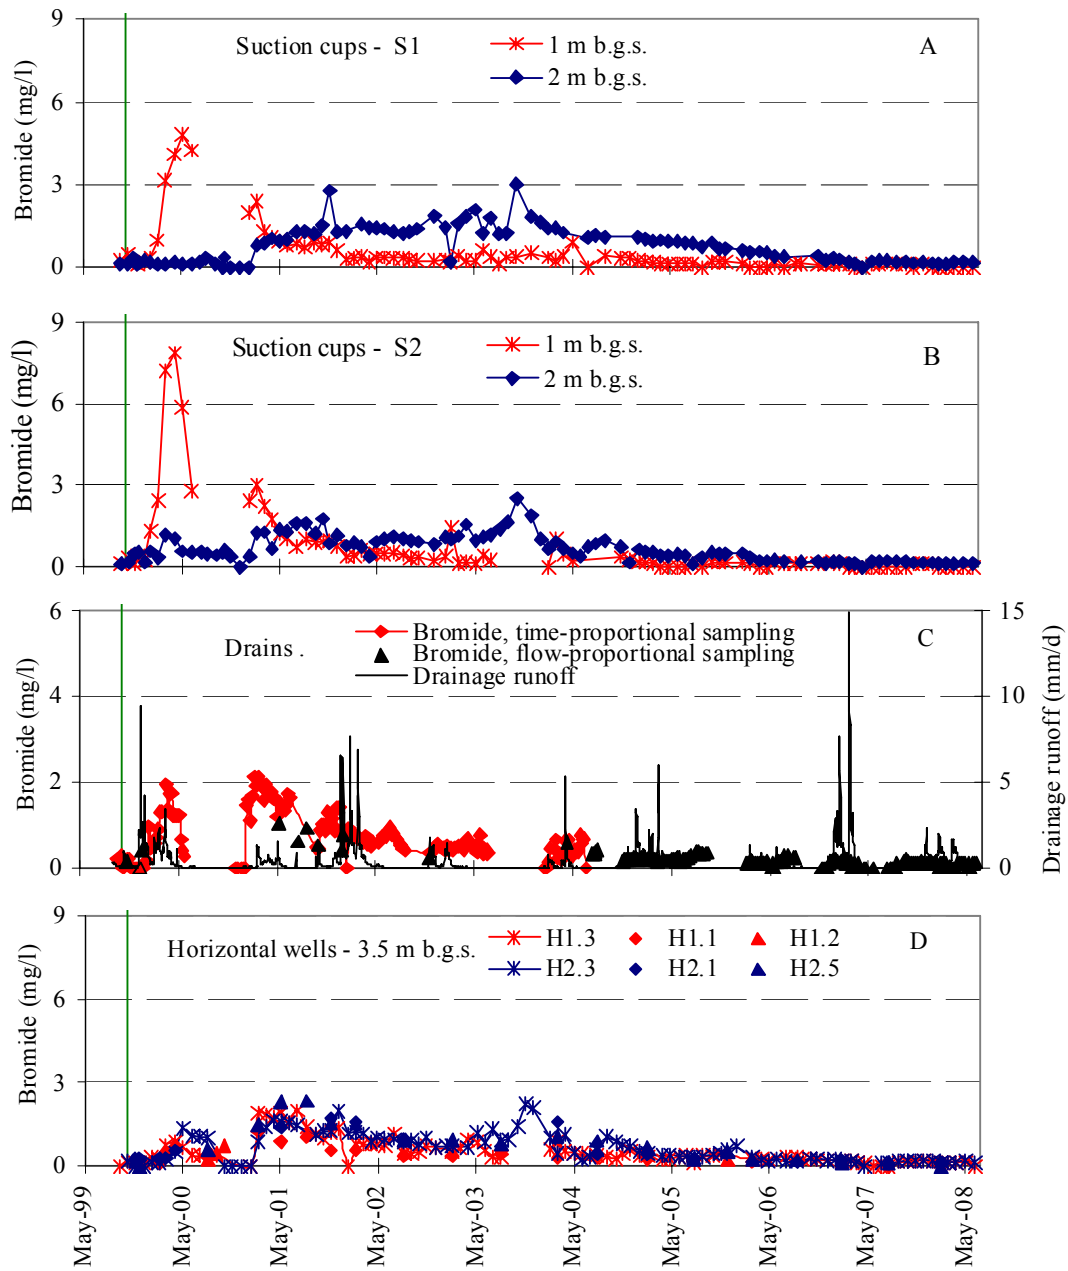 Suction cups - S1
1 m b.g.s.
2 m b.g.s.
A
Bromide (mg/l)
9
6
3
0
Suction cups - S2
1 m b.g.s.
2 m b.g.s.
B
Bromide (mg/l)
9
6
3
0
Drains .
Bromide, time-proportional sampling
Bromide, flow-proportional sampling
Drainage runoff
C
Bromide (mg/l)
6
4
2
0
15
10
5
0
Drainage runoff (mm/d)
Horizontal wells - 3.5 m b.g.s.
H1.3 H1.1 H1.2
H2.3 H2.1 H2.5
D
Bromide (mg/l)
9
6
3
0
May-99
May-00
May-01
May-02
May-03
May-04
May-05
May-06
May-07
May-08